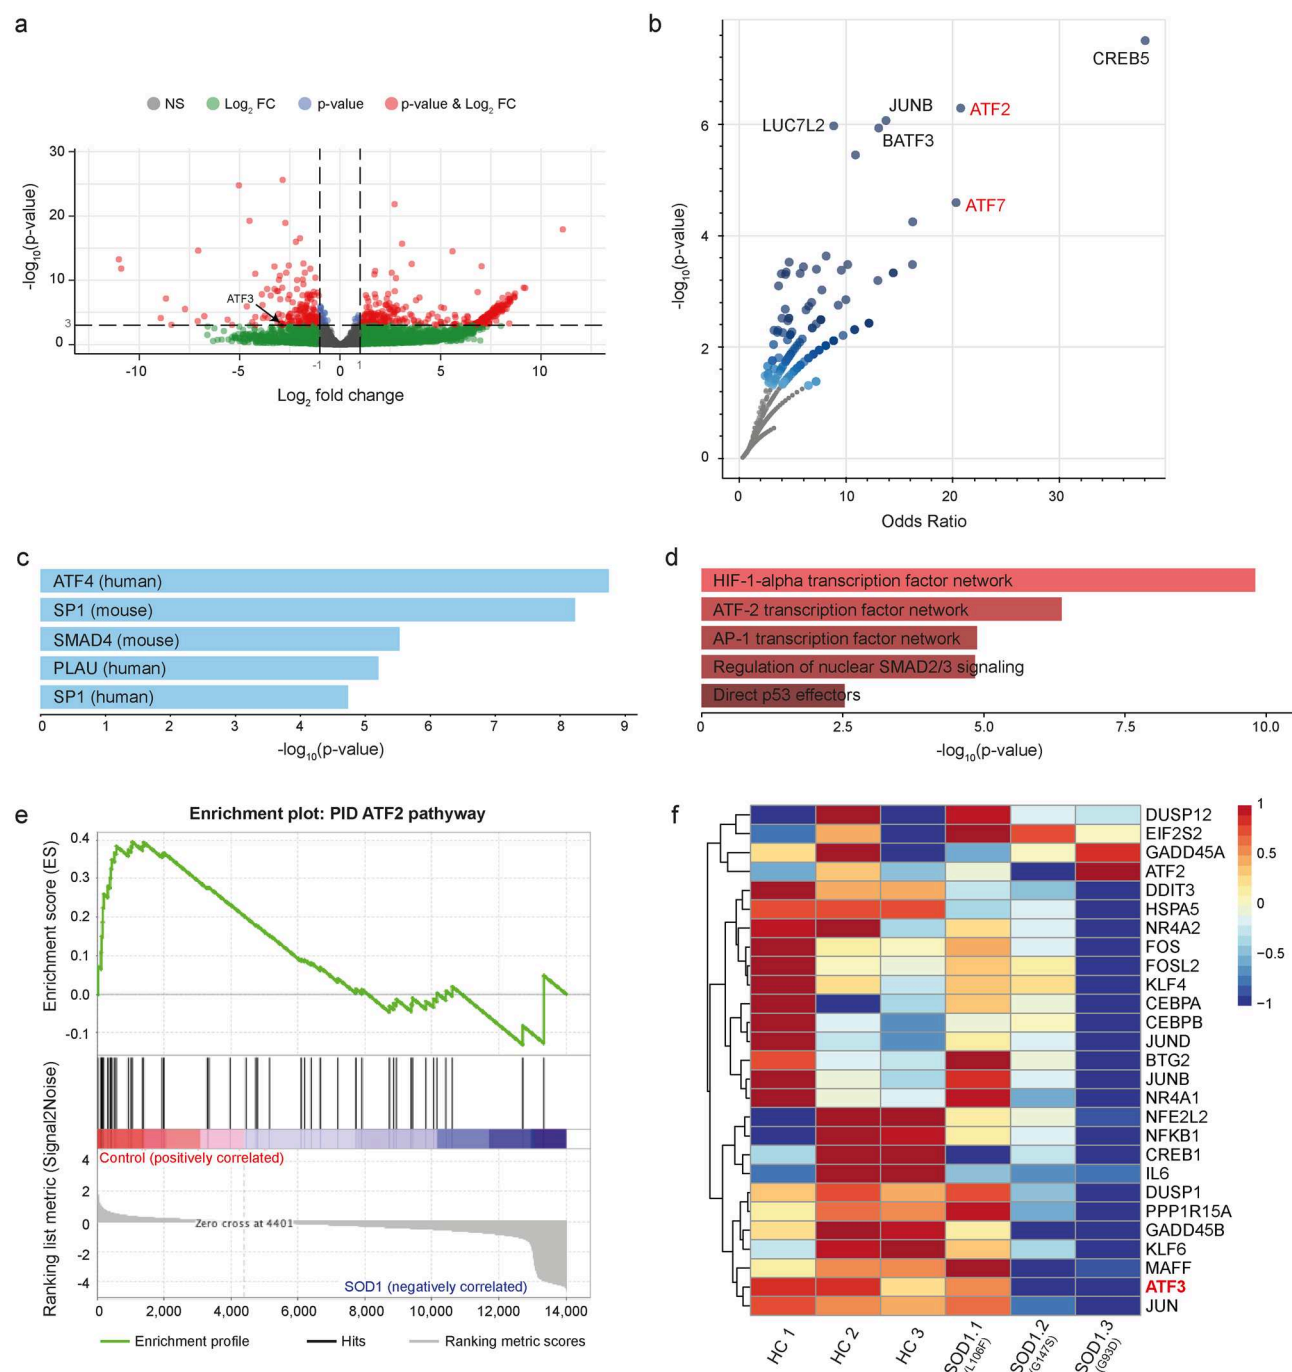 a
NS Log2 FC p-value p-value & Log2 FC
30
20
10
3
0
-log10(p-value)
ATF3
-10 -5 -1 0 1 5 10
Log2 fold change
b
CREB5
JUNB
ATF2
LUC7L2
BATF3
ATF7
6
4
2
0
-log10(p-value)
0 10 20 30
Odds Ratio
c
ATF4 (human)
SP1 (mouse)
SMAD4 (mouse)
PLAU (human)
SP1 (human)
0 1 2 3 4 5 6 7 8 9
-log10(p-value)
d
HIF-1-alpha transcription factor network
ATF-2 transcription factor network
AP-1 transcription factor network
Regulation of nuclear SMAD2/3 signaling
Direct p53 effectors
0 2.5 5.0 7.5 10.0
-log10(p-value)
e
Enrichment plot: PID ATF2 pathyway
0.4
0.3
0.2
0.1
0.0
-0.1
Enrichment score (ES)
Control (positively correlated)
4
2
0
-2
-4
Ranking list metric (Signal2Noise)
Zero cross at 4401
SOD1 (negatively correlated)
0 2,000 4,000 6,000 8,000 10,000 12,000 14,000
Enrichment profile Hits Ranking metric scores
f
DUSP12
EIF2S2
GADD45A
ATF2
DDIT3
HSPA5
NR4A2
FOS
FOSL2
KLF4
CEBPA
CEBPB
JUND
BTG2
JUNB
NR4A1
NFE2L2
NFKB1
CREB1
IL6
DUSP1
PPP1R15A
GADD45B
KLF6
MAFF
ATF3
JUN
1
0.5
0
−0.5
−1
HC 1
HC 2
HC 3
SOD1.1
(L106F)
SOD1.2
(G147S)
SOD1.3
(G93D)